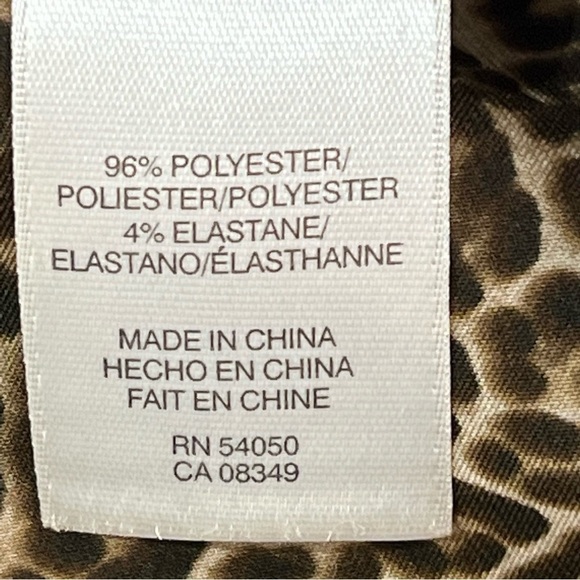 96% POLYESTER/
POLIESTER/POLYESTER
4% ELASTANE/
ELASTANO/ÉLASTHANNE
MADE IN CHINA
HECHO EN CHINA
FAIT EN CHINE
RN 54050
CA 08349